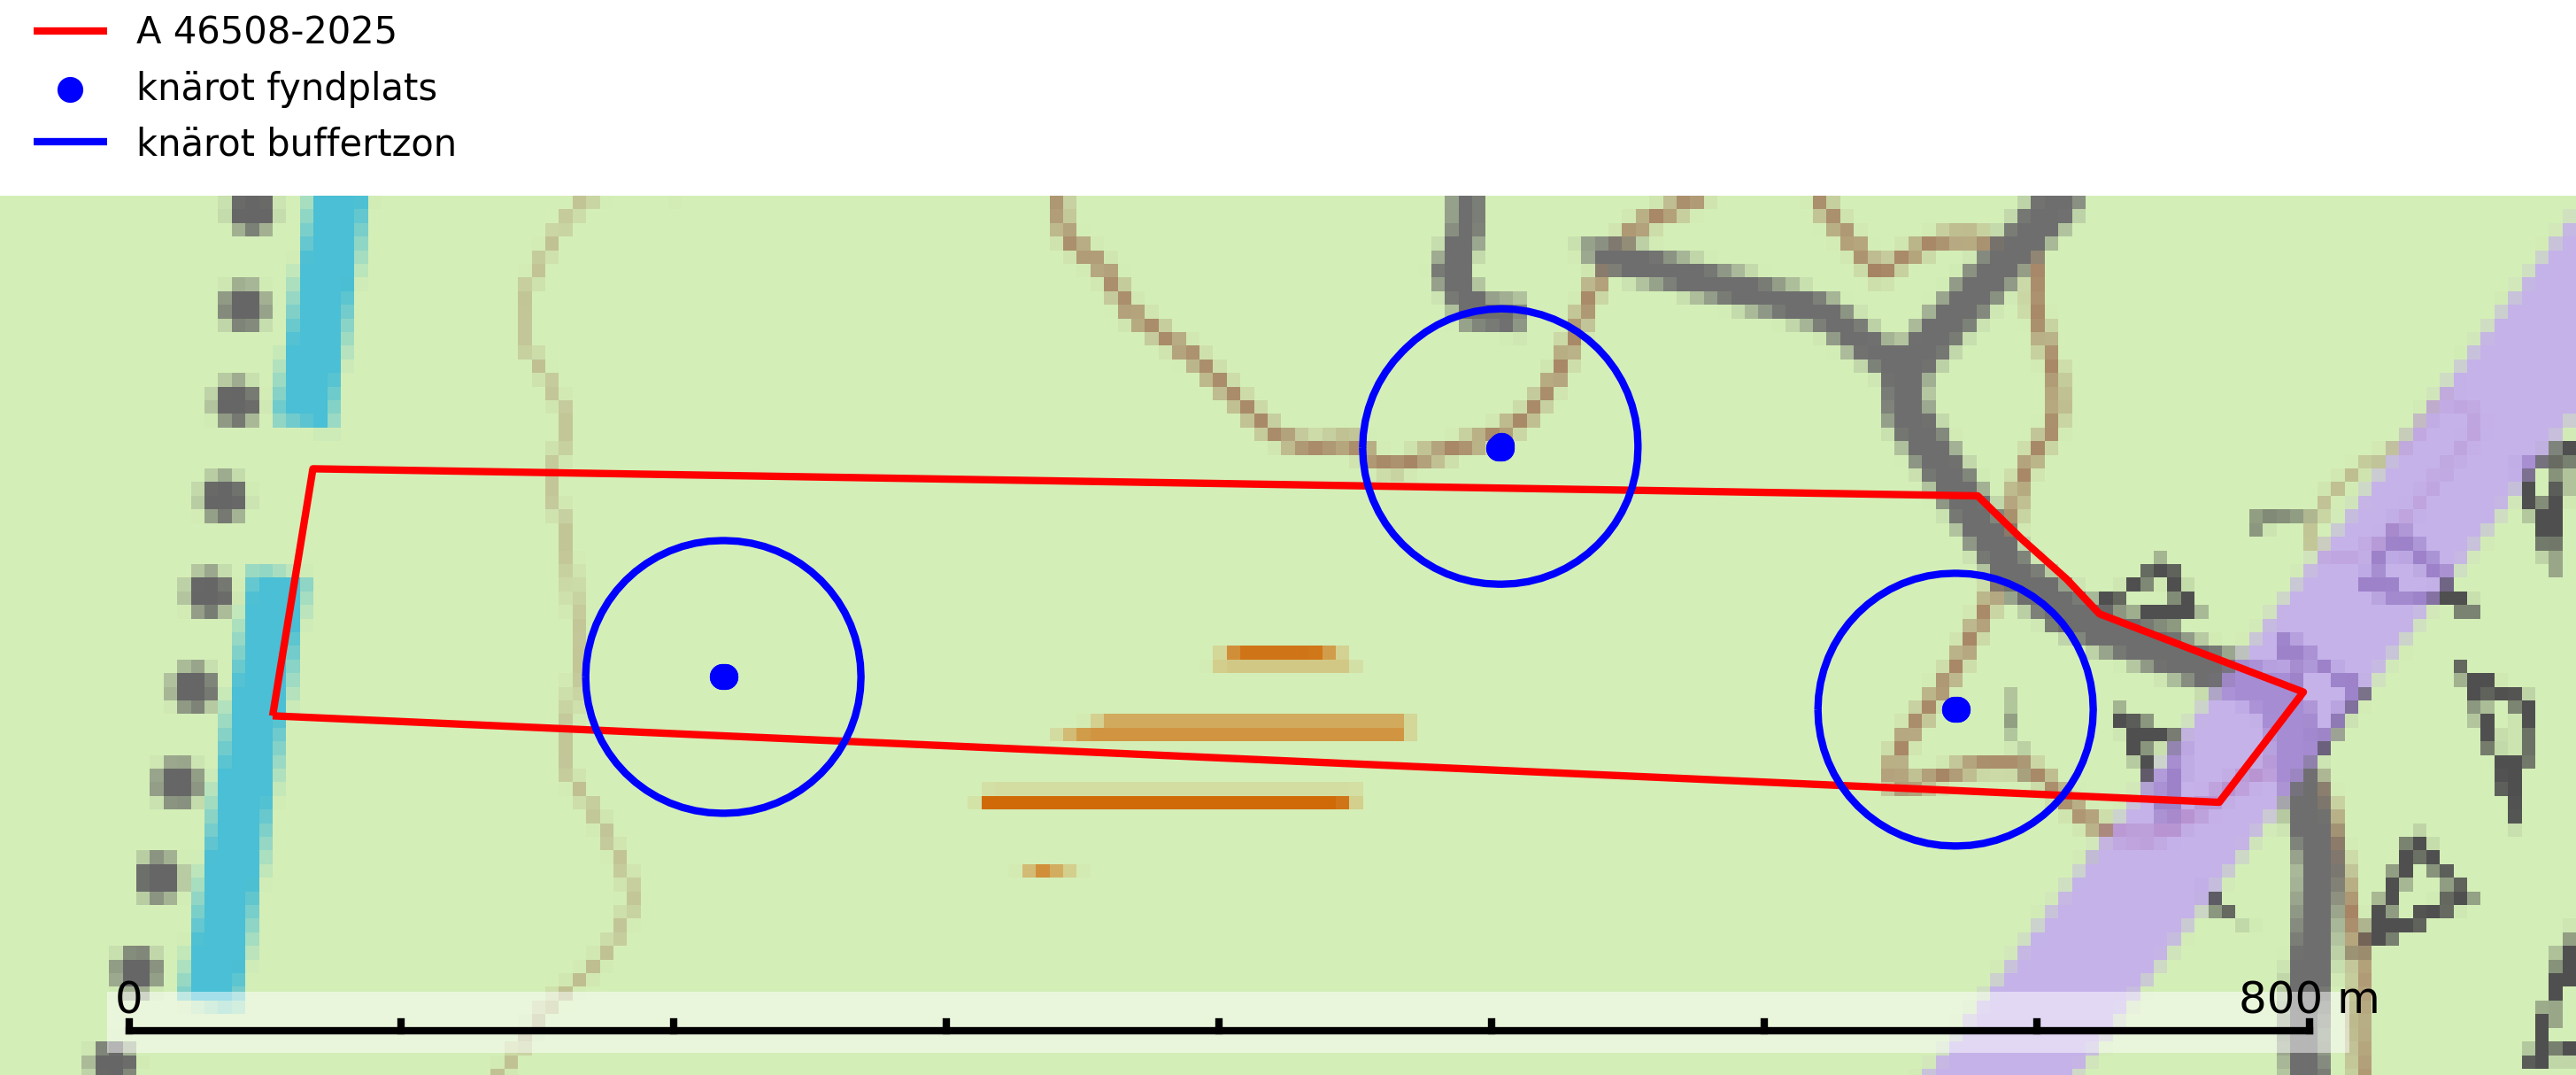 A 46508-2025
knärot fyndplats
knärot buffertzon
0
800 m